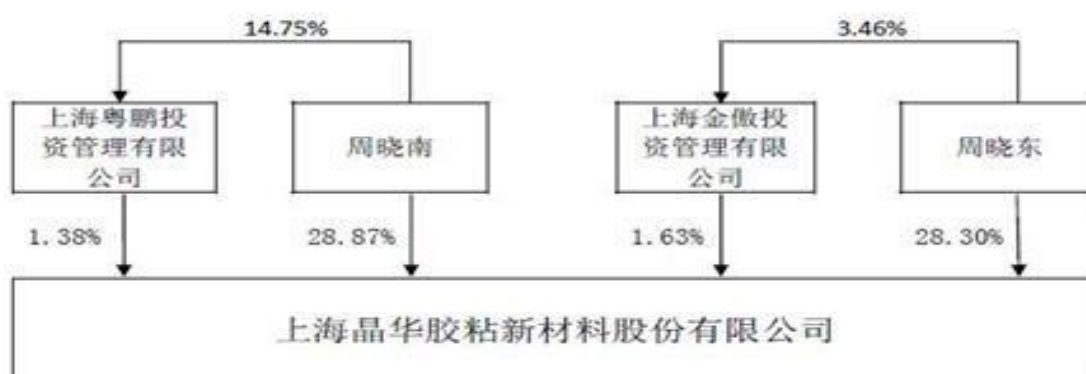 14.75%
3.46%
上海粤鹏投
资管理有限
公司
周晓南
上海金傲投
资管理有限
公司
周晓东
1.38%
28.87%
1.63%
28.30%
上海晶华胶粘新材料股份有限公司